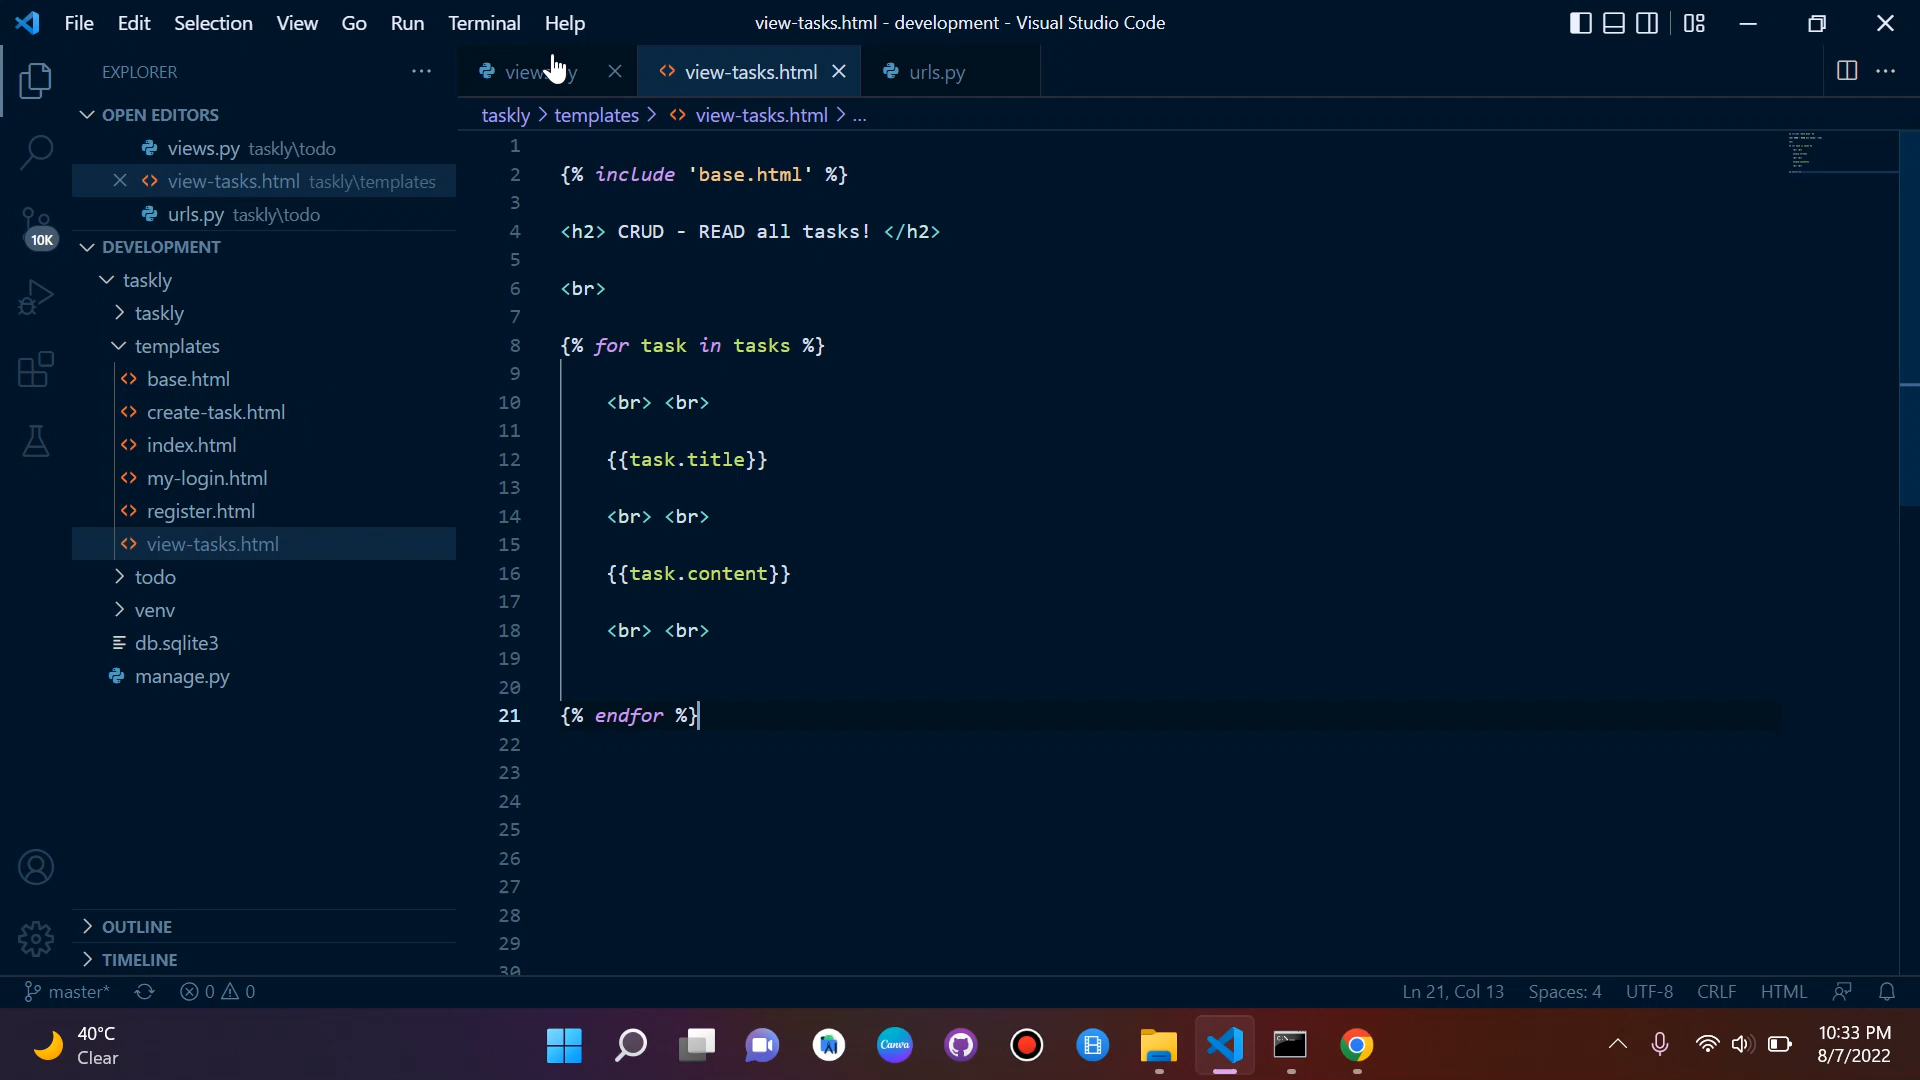 File Edit Selection View Go Run Terminal Help
view-tasks.html - development - Visual Studio Code
EXPLORER
OPEN EDITORS
views.py taskly\todo
view-tasks.html taskly\templates
urls.py taskly\todo
10K
DEVELOPMENT
taskly
taskly
templates
base.html
create-task.html
index.html
my-login.html
register.html
view-tasks.html
todo
venv
db.sqlite3
manage.py
OUTLINE
TIMELINE
view-tasks.html
urls.py
taskly > templates > view-tasks.html > ...
1
2 {% include 'base.html' %}
3
4 <h2> CRUD - READ all tasks! </h2>
5
6 <br>
7
8 {% for task in tasks %}
9
10 <br> <br>
11
12 {{task.title}}
13
14 <br> <br>
15
16 {{task.content}}
17
18 <br> <br>
19
20
21 {% endfor %}
22
23
24
25
26
27
28
29
30
master* 0 0
Ln 21, Col 13 Spaces: 4 UTF-8 CRLF HTML
40°C
Clear
Canva
10:33 PM
8/7/2022